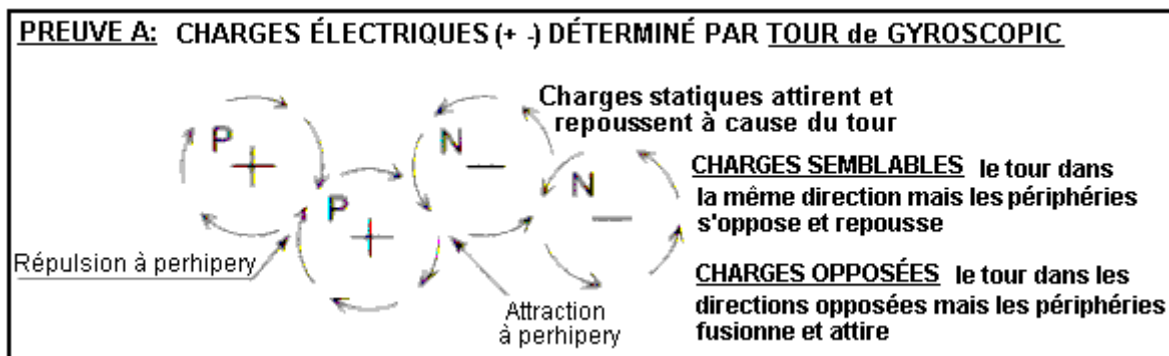 PREUVE A: CHARGES ÉLECTRIQUES (+ -) DÉTERMINÉ PAR TOUR de GYROSCOPIC
Charges statiques attirent et
repoussent à cause du tour
P
+
P
+
N
—
N
—
CHARGES SEMBLABLES le tour dans
la même direction mais les périphéries
s'oppose et repousse
Répulsion à perhipery
Attraction
à perhipery
CHARGES OPPOSÉES le tour dans les
directions opposées mais les périphéries
fusionne et attire